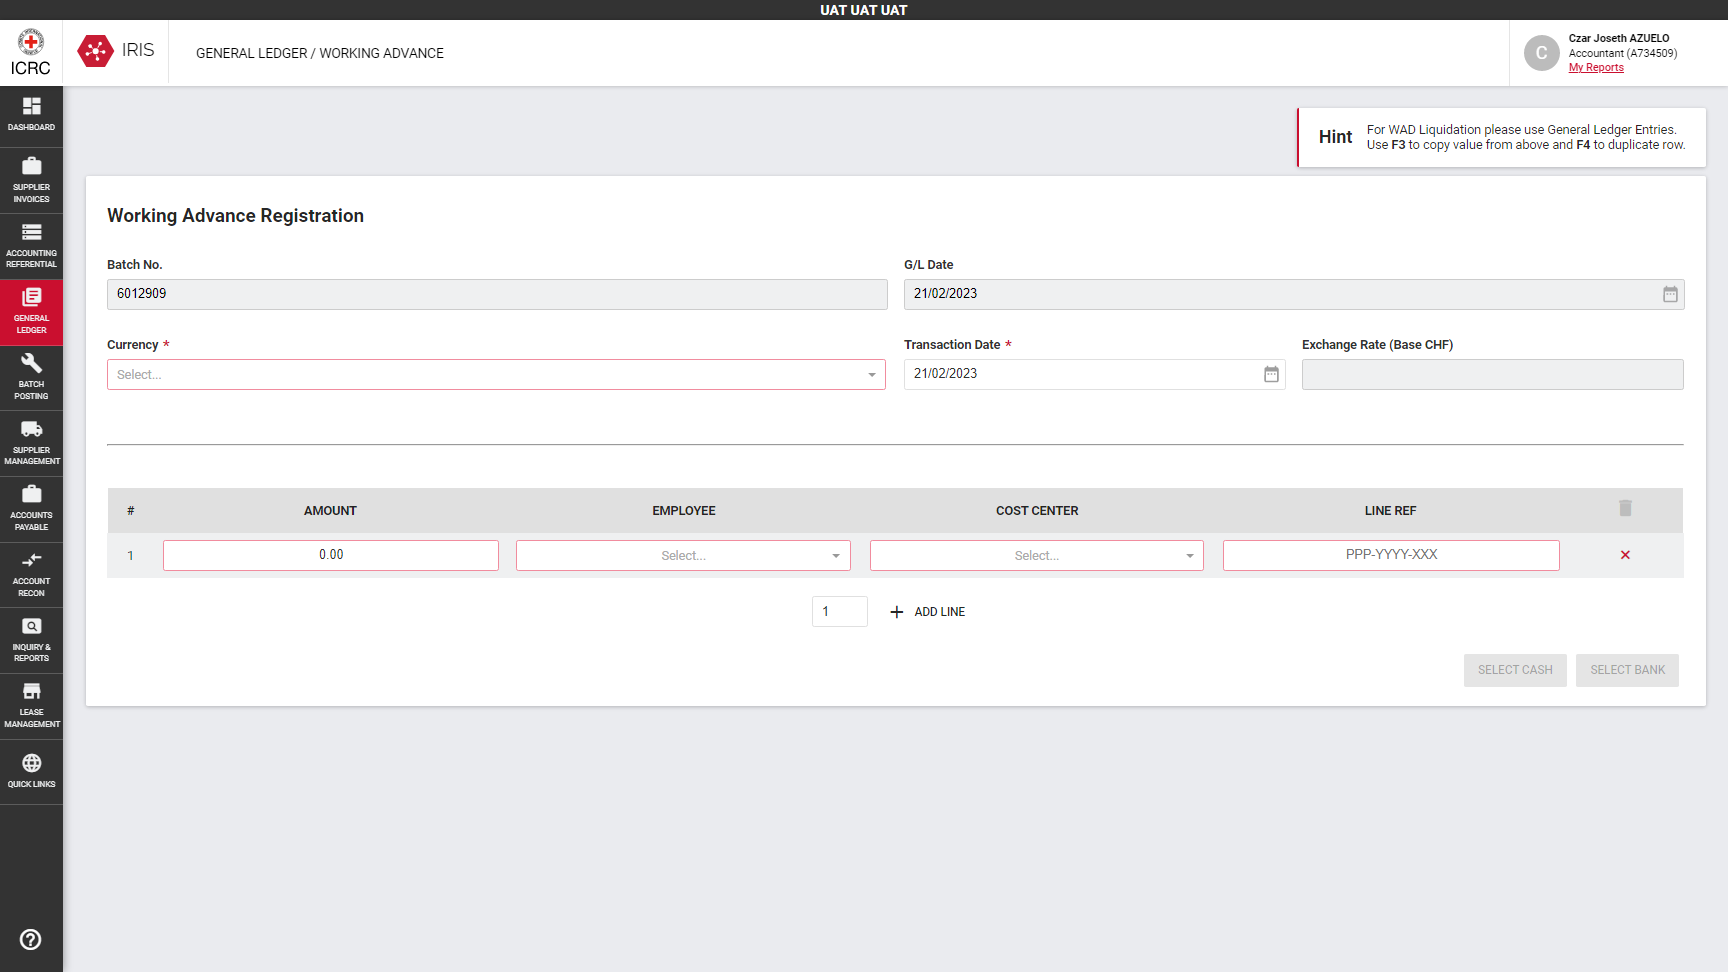 UAT UAT UAT
ICRC
IRIS
GENERAL LEDGER / WORKING ADVANCE
C
Czar Joseth AZUELO
Accountant (A734509)
My Reports
DASHBOARD
SUPPLIER
INVOICES
ACCOUNTING
REFERENTIAL
GENERAL
LEDGER
BATCH
POSTING
SUPPLIER
MANAGEMENT
ACCOUNTS
PAYABLE
ACCOUNT
RECON
INQUIRY &
REPORTS
LEASE
MANAGEMENT
QUICK LINKS
Hint
For WAD Liquidation please use General Ledger Entries.
Use F3 to copy value from above and F4 to duplicate row.
Working Advance Registration
Batch No.
6012909
G/L Date
21/02/2023
Currency *
Select...
Transaction Date *
21/02/2023
Exchange Rate (Base CHF)
# AMOUNT EMPLOYEE COST CENTER LINE REF
1 0.00 Select... Select... PPP-YYYY-XXX
1 ADD LINE
SELECT CASH SELECT BANK